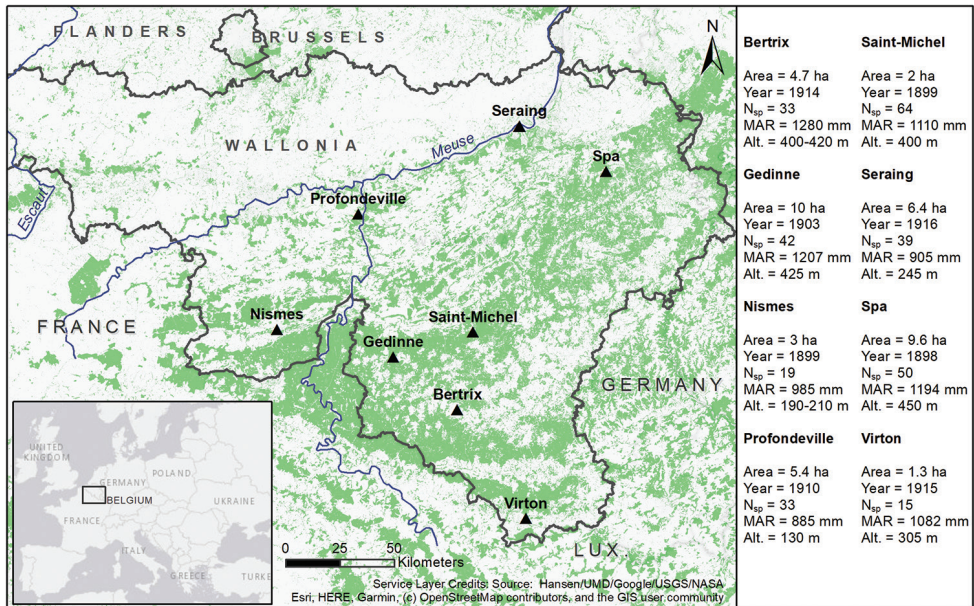 FLANDERS
BRUSSELS
N
Seraing
WALLONIA
Meuse
Spa
Escaut
Profondeville
FRANCE
Nismes
Saint-Michel
Gedinne
GERMANY
Bertrix
Virton
LUX.
UNITED
KINGDOM
POLAND
GERMANY
BELGIUM
UKRAINE
FRANCE
ITALY
GREECE
TURKE
0 25 50
Kilometers
Service Layer Credits: Source: Hansen/UMD/Google/USGS/NASA
Esri, HERE, Garmin, (c) OpenStreetMap contributors, and the GIS user community
Bertrix
Area = 4.7 ha
Year = 1914
Nsp = 33
MAR = 1280 mm
Alt. = 400-420 m
Saint-Michel
Area = 2 ha
Year = 1899
Nsp = 64
MAR = 1110 mm
Alt. = 400 m
Gedinne
Area = 10 ha
Year = 1903
Nsp = 42
MAR = 1207 mm
Alt. = 425 m
Seraing
Area = 6.4 ha
Year = 1916
Nsp = 39
MAR = 905 mm
Alt. = 245 m
Nismes
Area = 3 ha
Year = 1899
Nsp = 19
MAR = 985 mm
Alt. = 190-210 m
Spa
Area = 9.6 ha
Year = 1898
Nsp = 50
MAR = 1194 mm
Alt. = 450 m
Profondeville
Area = 5.4 ha
Year = 1910
Nsp = 33
MAR = 885 mm
Alt. = 130 m
Virton
Area = 1.3 ha
Year = 1915
Nsp = 15
MAR = 1082 mm
Alt. = 305 m